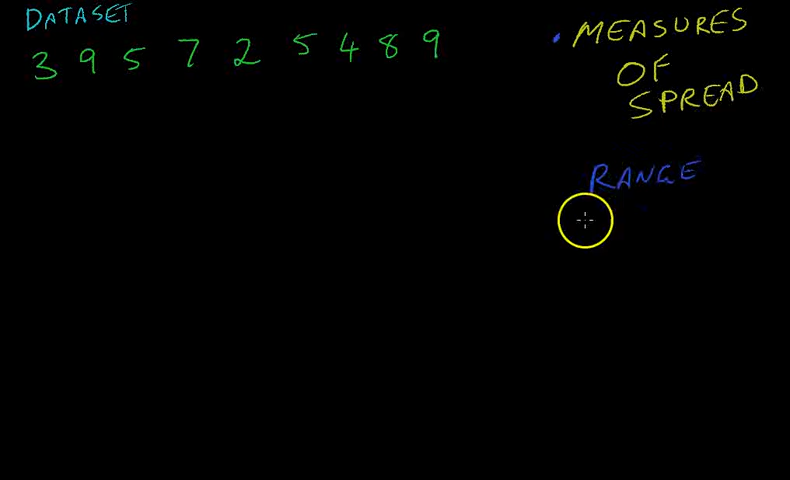 DATASET
3 9 5 7 2 5 4 8 9
• MEASURES
OF
SPREAD
RANGE